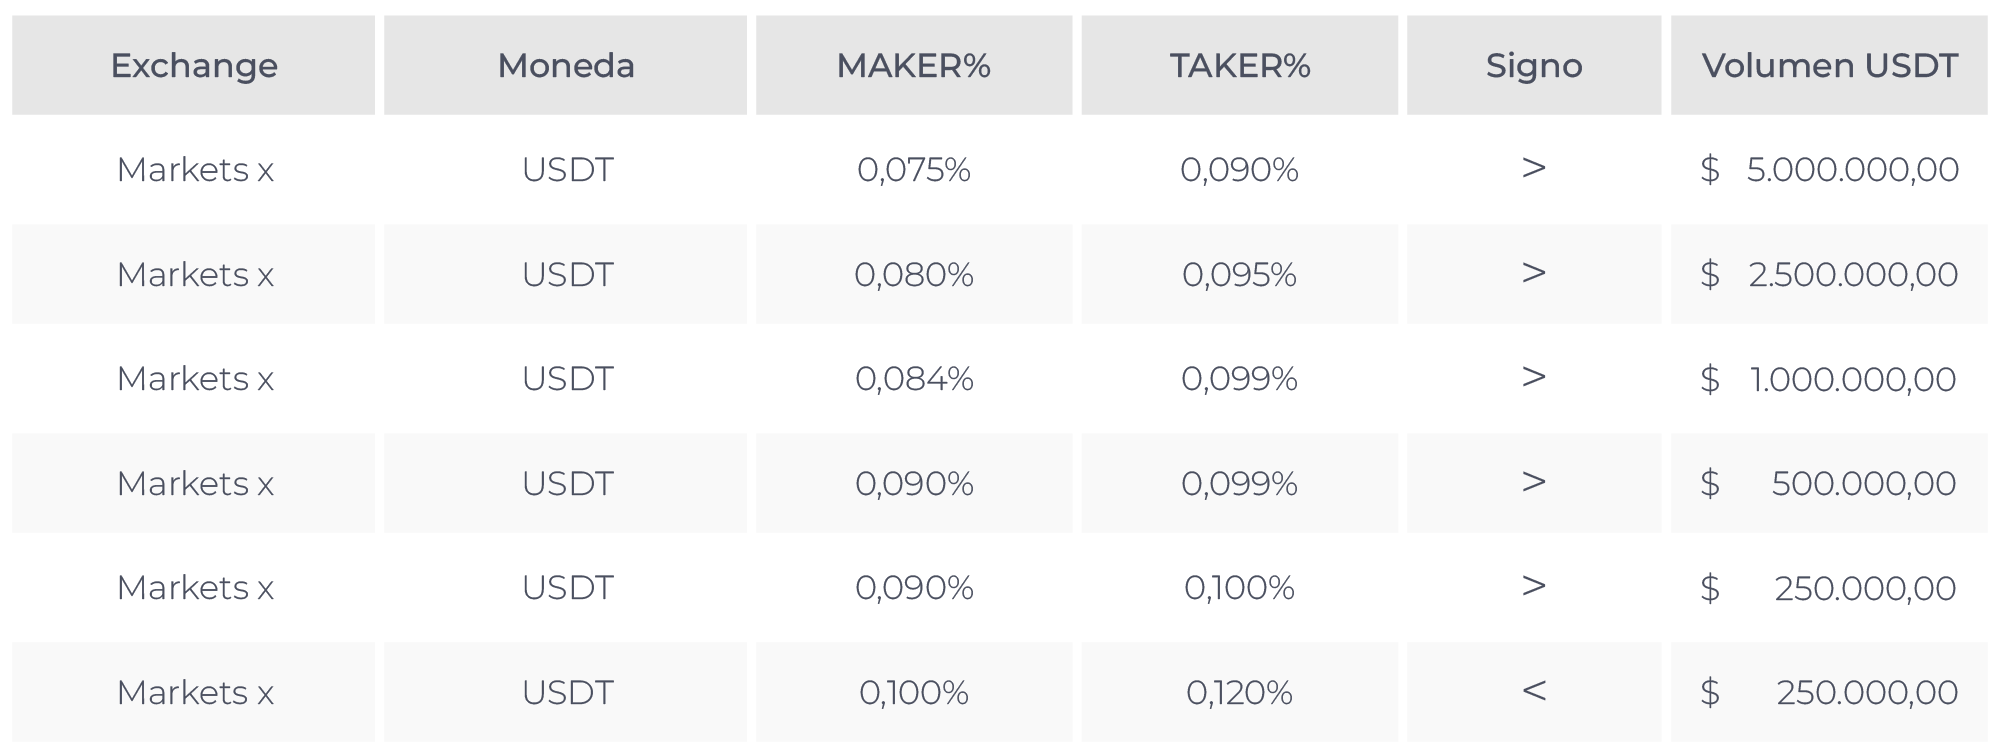 Exchange Moneda MAKER% TAKER% Signo Volumen USDT
Markets x USDT 0,075% 0,090% > $ 5.000.000,00
Markets x USDT 0,080% 0,095% > $ 2.500.000,00
Markets x USDT 0,084% 0,099% > $ 1.000.000,00
Markets x USDT 0,090% 0,099% > $ 500.000,00
Markets x USDT 0,090% 0,100% > $ 250.000,00
Markets x USDT 0,100% 0,120% < $ 250.000,00